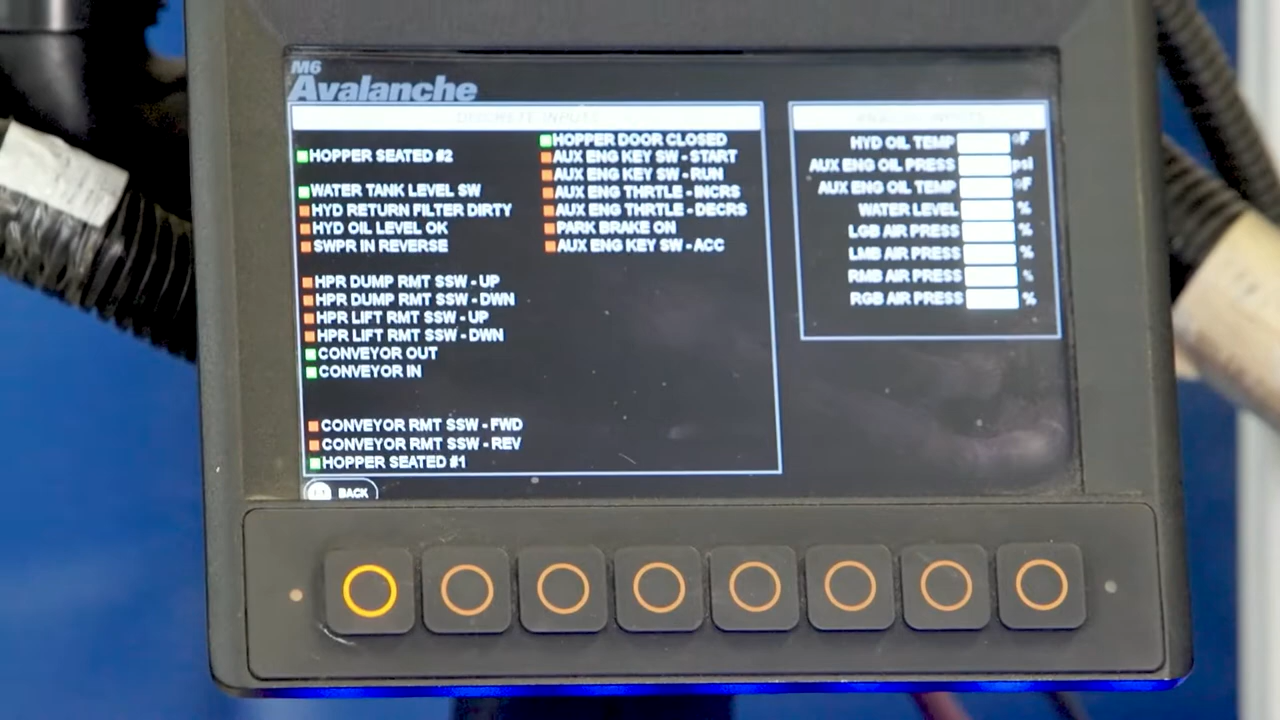 M6
Avalanche
DISCRETE INPUTS
HOPPER SEATED #2
WATER TANK LEVEL SW
HYD RETURN FILTER DIRTY
HYD OIL LEVEL OK
SWPR IN REVERSE
HPR DUMP RMT SSW - UP
HPR DUMP RMT SSW - DWN
HPR LIFT RMT SSW - UP
HPR LIFT RMT SSW - DWN
CONVEYOR OUT
CONVEYOR IN
CONVEYOR RMT SSW - FWD
CONVEYOR RMT SSW - REV
HOPPER SEATED #1
HOPPER DOOR CLOSED
AUX ENG KEY SW - START
AUX ENG KEY SW - RUN
AUX ENG THRTLE - INCRS
AUX ENG THRTLE - DECRS
PARK BRAKE ON
AUX ENG KEY SW - ACC
HYD OIL TEMP °F
AUX ENG OIL PRESS psi
AUX ENG OIL TEMP °F
WATER LEVEL %
LGB AIR PRESS %
LMB AIR PRESS %
RMB AIR PRESS %
RGB AIR PRESS %
BACK